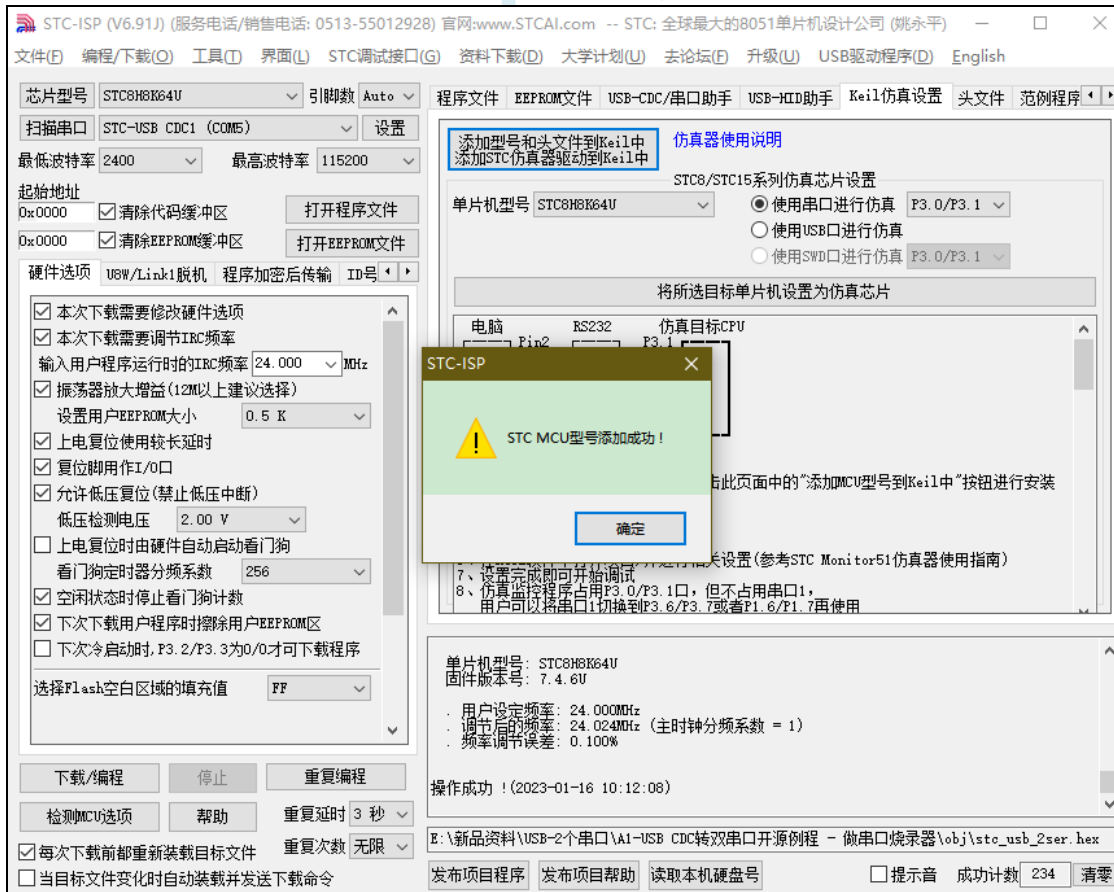 STC-ISP (V6.91J) (服务电话/销售电话: 0513-55012928) 官网:www.STCAI.com -- STC: 全球最大的8051单片机设计公司 (姚永平)
文件(F) 编程/下载(O) 工具(T) 界面(L) STC调试接口(G) 资料下载(D) 大学计划(U) 去论坛(F) 升级(U) USB驱动程序(D) English
芯片型号 STC8H8K64U 引脚数 Auto
扫描串口 STC-USB CDC1 (COM5) 设置
最低波特率 2400 最高波特率 115200
起始地址
0x0000 清除代码缓冲区 打开程序文件
0x0000 清除EEPROM缓冲区 打开EEPROM文件
硬件选项 U8W/Link1脱机 程序加密后传输 ID号
本次下载需要修改硬件选项
本次下载需要调节IRC频率
输入用户程序运行时的IRC频率 24.000 MHz
振荡器放大增益(12M以上建议选择)
设置用户EEPROM大小 0.5 K
上电复位使用较长延时
复位脚用作I/O口
允许低压复位(禁止低压中断)
低压检测电压 2.00 V
上电复位时由硬件自动启动看门狗
看门狗定时器分频系数 256
空闲状态时停止看门狗计数
下次下载用户程序时擦除用户EEPROM区
下次冷启动时,P3.2/P3.3为0/0才可下载程序
选择Flash空白区域的填充值 FF
下载/编程 停止 重复编程
检测MCU选项 帮助 重复延时 3 秒
每次下载前都重新装载目标文件 重复次数 无限
当目标文件变化时自动装载并发送下载命令
程序文件 EEPROM文件 USB-CDC/串口助手 USB-HID助手 Keil仿真设置 头文件 范例程序
添加型号和头文件到Keil中
添加STC仿真器驱动到Keil中
仿真器使用说明
STC8/STC15系列仿真芯片设置
单片机型号 STC8H8K64U 使用串口进行仿真 P3.0/P3.1
使用USB口进行仿真
使用SWD口进行仿真 P3.0/P3.1
将所选目标单片机设置为仿真芯片
电脑 RS232 仿真目标CPU
Pin2 P3.1
STC-ISP
STC MCU型号添加成功!
确定
击此页面中的"添加MCU型号到Keil中"按钮进行安装
关设置(参考STC Monitor51仿真器使用指南)
7、设置完成即可开始调试
8、仿真监控程序占用P3.0/P3.1口,但不占用串口1,
用户可以将串口1切换到P3.6/P3.7或者P1.6/P1.7再使用
单片机型号: STC8H8K64U
固件版本号: 7.4.6U
. 用户设定频率: 24.000MHz
. 调节后的频率: 24.024MHz (主时钟分频系数 = 1)
. 频率调节误差: 0.100%
操作成功 !(2023-01-16 10:12:08)
E:\新品资料\USB-2个串口\A1-USB CDC转双串口开源例程 - 做串口烧录器\obj\stc_usb_2ser.hex
发布项目程序 发布项目帮助 读取本机硬盘号 提示音 成功计数 234 清零